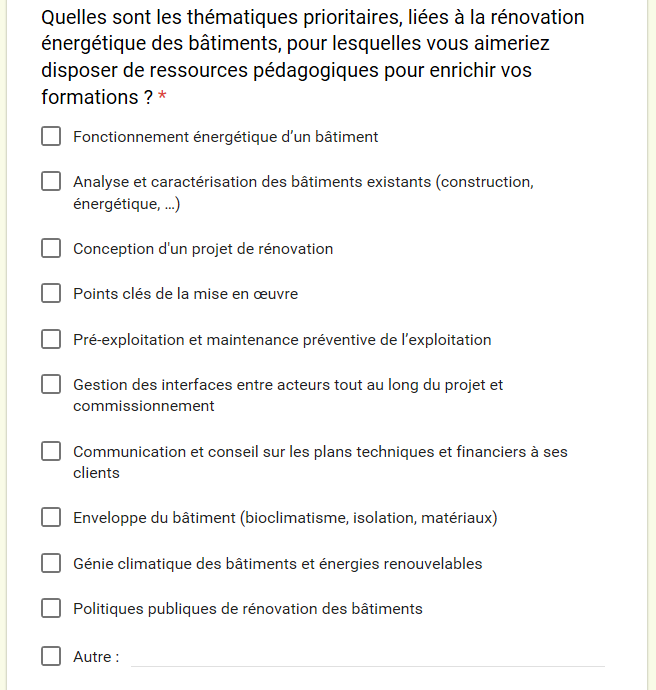 Quelles sont les thématiques prioritaires, liées à la rénovation
énergétique des bâtiments, pour lesquelles vous aimeriez
disposer de ressources pédagogiques pour enrichir vos
formations ? *
Fonctionnement énergétique d’un bâtiment
Analyse et caractérisation des bâtiments existants (construction,
énergétique, …)
Conception d'un projet de rénovation
Points clés de la mise en œuvre
Pré-exploitation et maintenance préventive de l’exploitation
Gestion des interfaces entre acteurs tout au long du projet et
commissionnement
Communication et conseil sur les plans techniques et financiers à ses
clients
Enveloppe du bâtiment (bioclimatisme, isolation, matériaux)
Génie climatique des bâtiments et énergies renouvelables
Politiques publiques de rénovation des bâtiments
Autre :